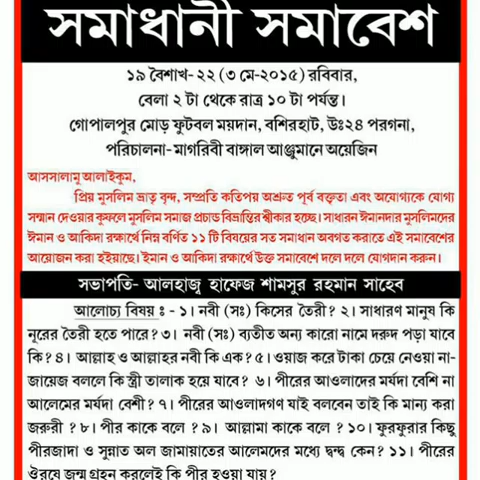 সমাধানী সমাবেশ
১৯ বৈশাখ- ২২ (৩ মে-২০১৫) রবিবার,
বেলা ২ টা থেকে রাত্র ১০ টা পর্যন্ত।
গোপালপুর মোড় ফুটবল ময়দান, বশিরহাট, উঃ২৪ পরগনা,
পরিচালনা- মাগরিবী বাঙ্গাল আঞ্জুমানে অয়েজিন
আসসালামু আলাইকুম,
প্রিয় মুসলিম ভ্রাতৃ বৃন্দ, সম্প্রতি কতিপয় অশ্রুত পূর্ব বক্তৃতা এবং অযোগ্যকে যোগ্য
সন্মান দেওয়ার কুফলে মুসলিম সমাজ প্রচন্ড বিভ্রান্তির শ্বীকার হচ্ছে। সাধারন ঈমানদার মুসলিমদের
ঈমান ও আকিদা রক্ষার্থে নিম্ন বর্ণিত ১১ টি বিষয়ের সত সমাধান অবগত করাতে এই সমাবেশের
আয়োজন করা হইয়াছে। ইমান ও আকিদা রক্ষার্থে উক্ত সমাবেশে দলে দলে যোগদান করুন।
সভাপতি- আলহাজ্ব হাফেজ শামসুর রহমান সাহেব
আলোচ্য বিষয় ঃ - ১। নবী (সঃ) কিসের তৈরী? ২। সাধারণ মানুষ কি
নূরের তৈরী হতে পারে? ৩। নবী (সঃ) ব্যতীত অন্য কারো নামে দরুদ পড়া যাবে
কি? ৪। আল্লাহ ও আল্লাহর নবী কি এক? ৫। ওয়াজ করে টাকা চেয়ে নেওয়া না-
জায়েজ বললে কি স্ত্রী তালাক হয়ে যাবে? ৬। পীরের আওলাদের মর্যদা বেশি না
আলেমের মর্যদা বেশী? ৭। পীরের আওলাদগণ যাই বলবেন তাই কি মান্য করা
জরুরী? ৮। পীর কাকে বলে? ৯। আল্লামা কাকে বলে ? ১০। ফুরফুরার কিছু
পীরজাদা ও সুন্নাত অল জামায়াতের আলেমদের মধ্যে দ্বন্দ্ব কেন? ১১। পীরের
ঔরষে জন্ম গ্রহন করলেই কি পীর হওয়া যায়?